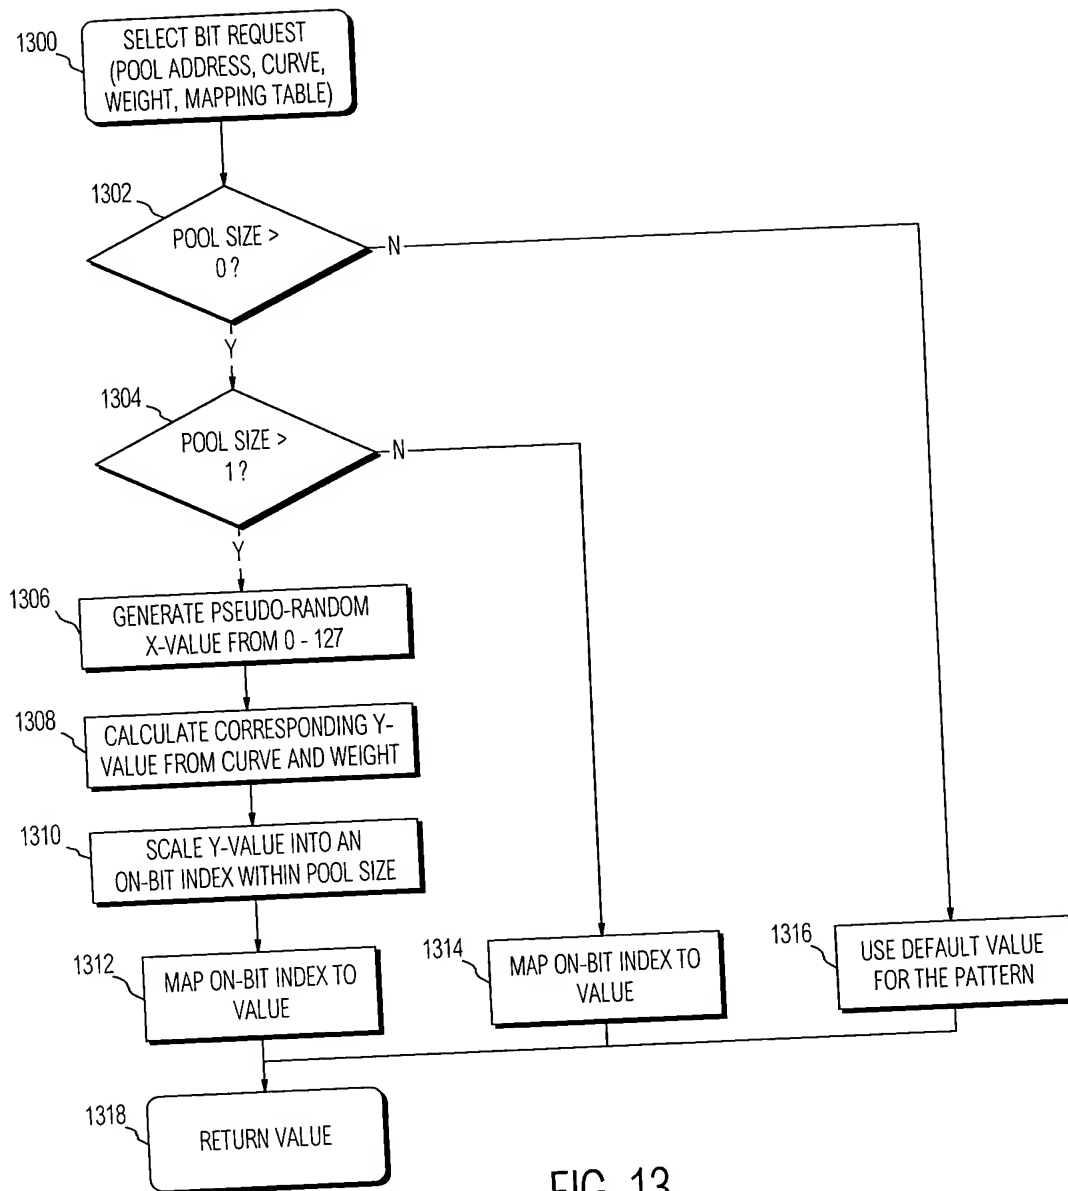 1300
SELECT BIT REQUEST
(POOL ADDRESS, CURVE,
WEIGHT, MAPPING TABLE)
1302
POOL SIZE >
0?
N
Y
1304
POOL SIZE >
1?
N
Y
1306
GENERATE PSEUDO-RANDOM
X-VALUE FROM 0 - 127
1308
CALCULATE CORRESPONDING Y-
VALUE FROM CURVE AND WEIGHT
1310
SCALE Y-VALUE INTO AN
ON-BIT INDEX WITHIN POOL SIZE
1312
MAP ON-BIT INDEX TO
VALUE
1314
MAP ON-BIT INDEX TO
VALUE
1316
USE DEFAULT VALUE
FOR THE PATTERN
1318
RETURN VALUE
FIG. 13